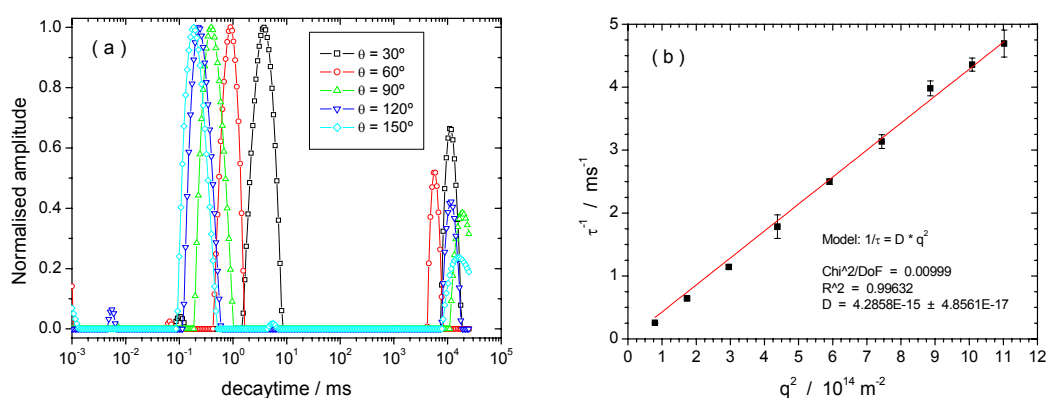 ( a )
1.0
0.8
0.6
0.4
0.2
0.0
Normalised amplitude
θ = 30º
θ = 60º
θ = 90º
θ = 120º
θ = 150º
10⁻³ 10⁻² 10⁻¹ 10⁰ 10¹ 10² 10³ 10⁴ 10⁵
decaytime / ms
( b )
5
4
3
2
1
0
τ⁻¹ / ms⁻¹
Model: 1/τ = D * q²
Chi^2/DoF = 0.00999
R^2 = 0.99632
D = 4.2858E-15 ± 4.8561E-17
0 1 2 3 4 5 6 7 8 9 10 11 12
q² / 10¹⁴ m⁻²